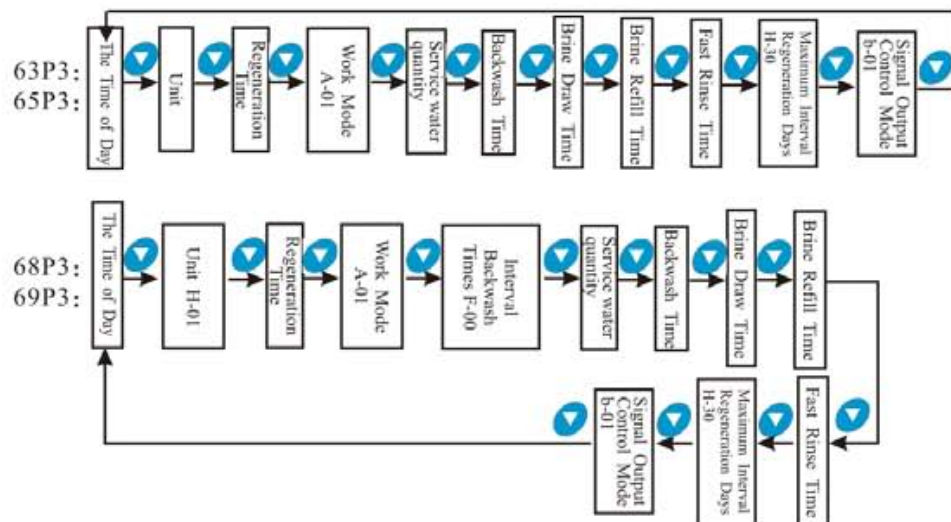 63P3:
65P3:
The Time of Day
Unit
Regeneration
Time
Work Mode
A-01
Service water
quantity
Backwash Time
Brine Draw Time
Brine Refill Time
Fast Rinse Time
Maximum Interval
Regeneration Days
H-30
Signal Output
Control Mode
b-01
68P3:
69P3:
The Time of Day
Unit H-01
Regeneration
Time
Work Mode
A-01
Interval
Backwash
Times F-00
Service water
quantity
Backwash Time
Brine Draw Time
Brine Refill Time
Fast Rinse Time
Maximum Interval
Regeneration Days
H-30
Signal Output
Control Mode
b-01